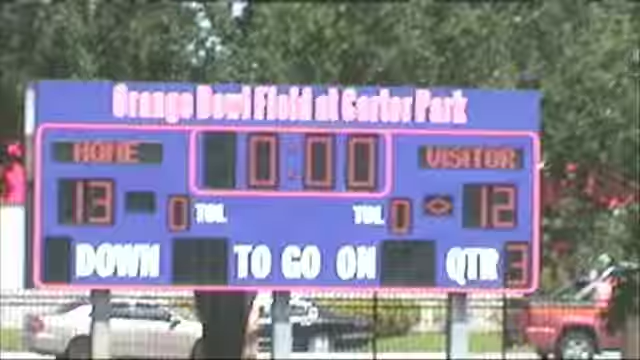 Orange Bowl Field at Carter Park
HOME 0:00 VISITOR
13 0 TOL TOL 0 12
DOWN TO GO ON QTR 3